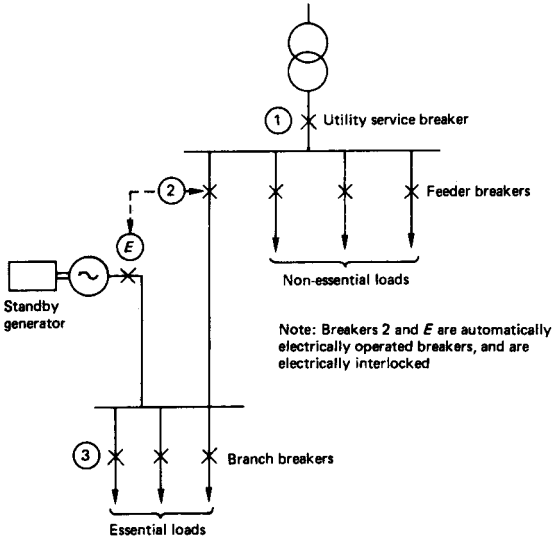 1
Utility service breaker
2
Feeder breakers
E
Non-essential loads
Standby
generator
Note: Breakers 2 and E are automatically
electrically operated breakers, and are
electrically interlocked
3
Branch breakers
Essential loads